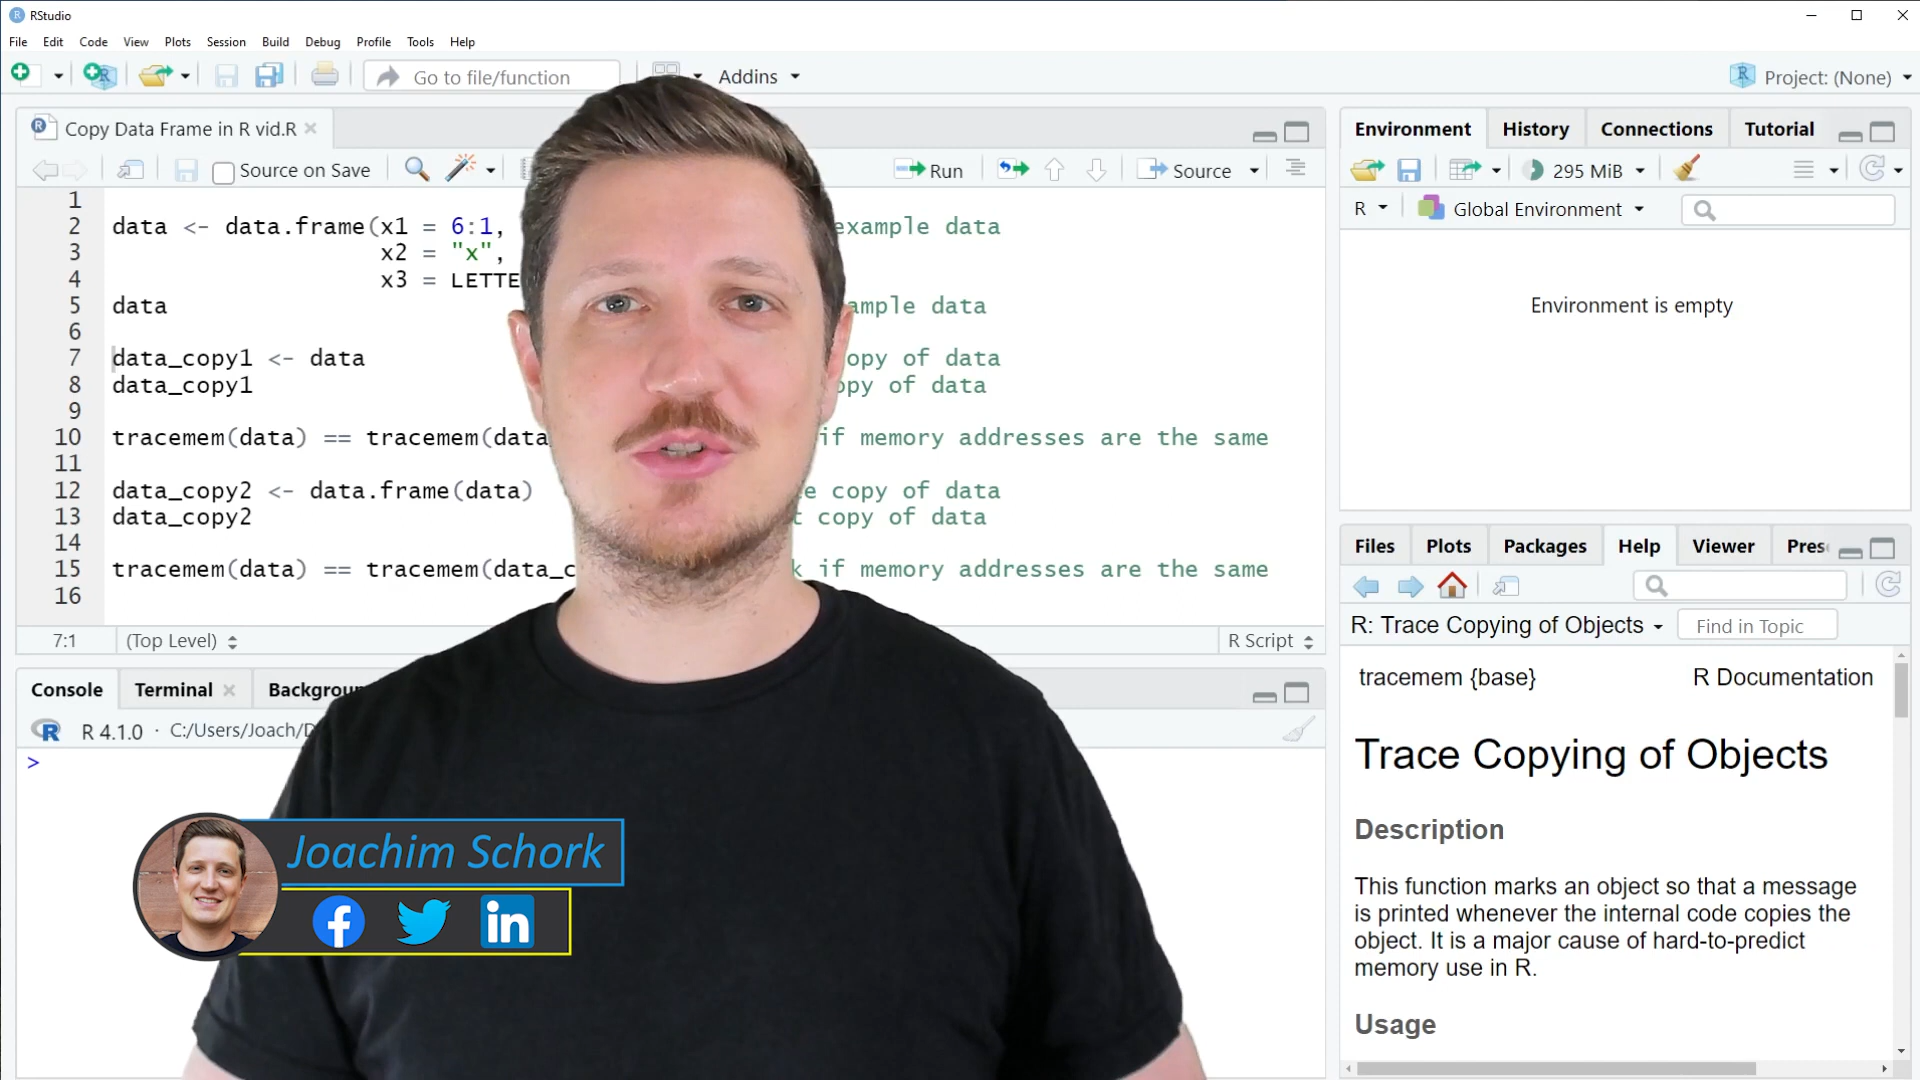 RStudio
File Edit Code View Plots Session Build Debug Profile Tools Help
Go to file/function
Addins
Project: (None)
Copy Data Frame in R vid.R
Source on Save
Run
Source
1
2 data <- data.frame(x1 = 6:1, example data
3 x2 = "x",
4 x3 = LETTE
5 data ample data
6
7 data_copy1 <- data opy of data
8 data_copy1 opy of data
9
10 tracemem(data) == tracemem(data if memory addresses are the same
11
12 data_copy2 <- data.frame(data) e copy of data
13 data_copy2 t copy of data
14
15 tracemem(data) == tracemem(data_c k if memory addresses are the same
16
7:1 (Top Level) R Script
Console Terminal Backgroun
R 4.1.0 · C:/Users/Joach/D
>
Joachim Schork
in
Environment History Connections Tutorial
295 MiB
R Global Environment
Environment is empty
Files Plots Packages Help Viewer Pres
R: Trace Copying of Objects Find in Topic
tracemem {base} R Documentation
Trace Copying of Objects
Description
This function marks an object so that a message
is printed whenever the internal code copies the
object. It is a major cause of hard-to-predict
memory use in R.
Usage